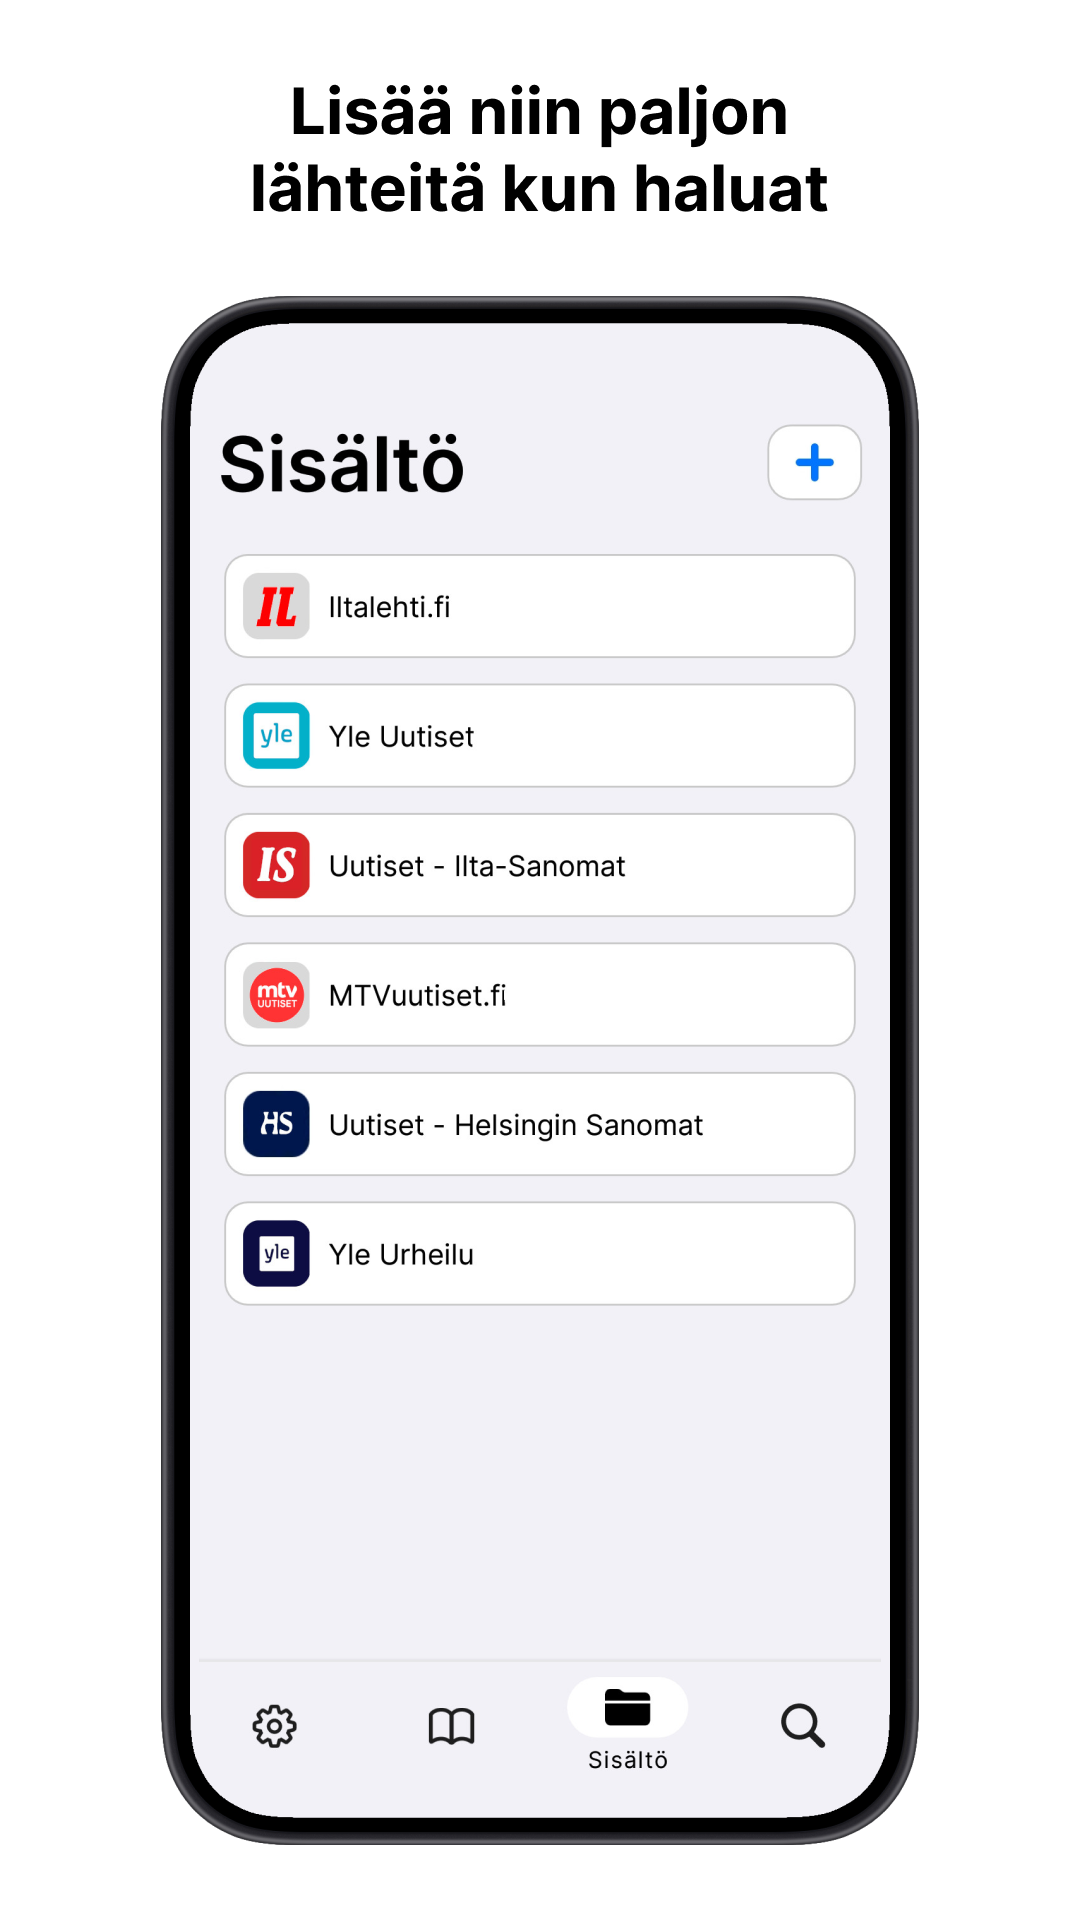 Lisää niin paljon
lähteitä kun haluat
Sisältö
IL
Iltalehti.fi
yle
Yle Uutiset
IS
Uutiset - Ilta-Sanomat
mtv
UUTISET
MTVuutiset.fi
HS
Uutiset - Helsingin Sanomat
yle
Yle Urheilu
Sisältö